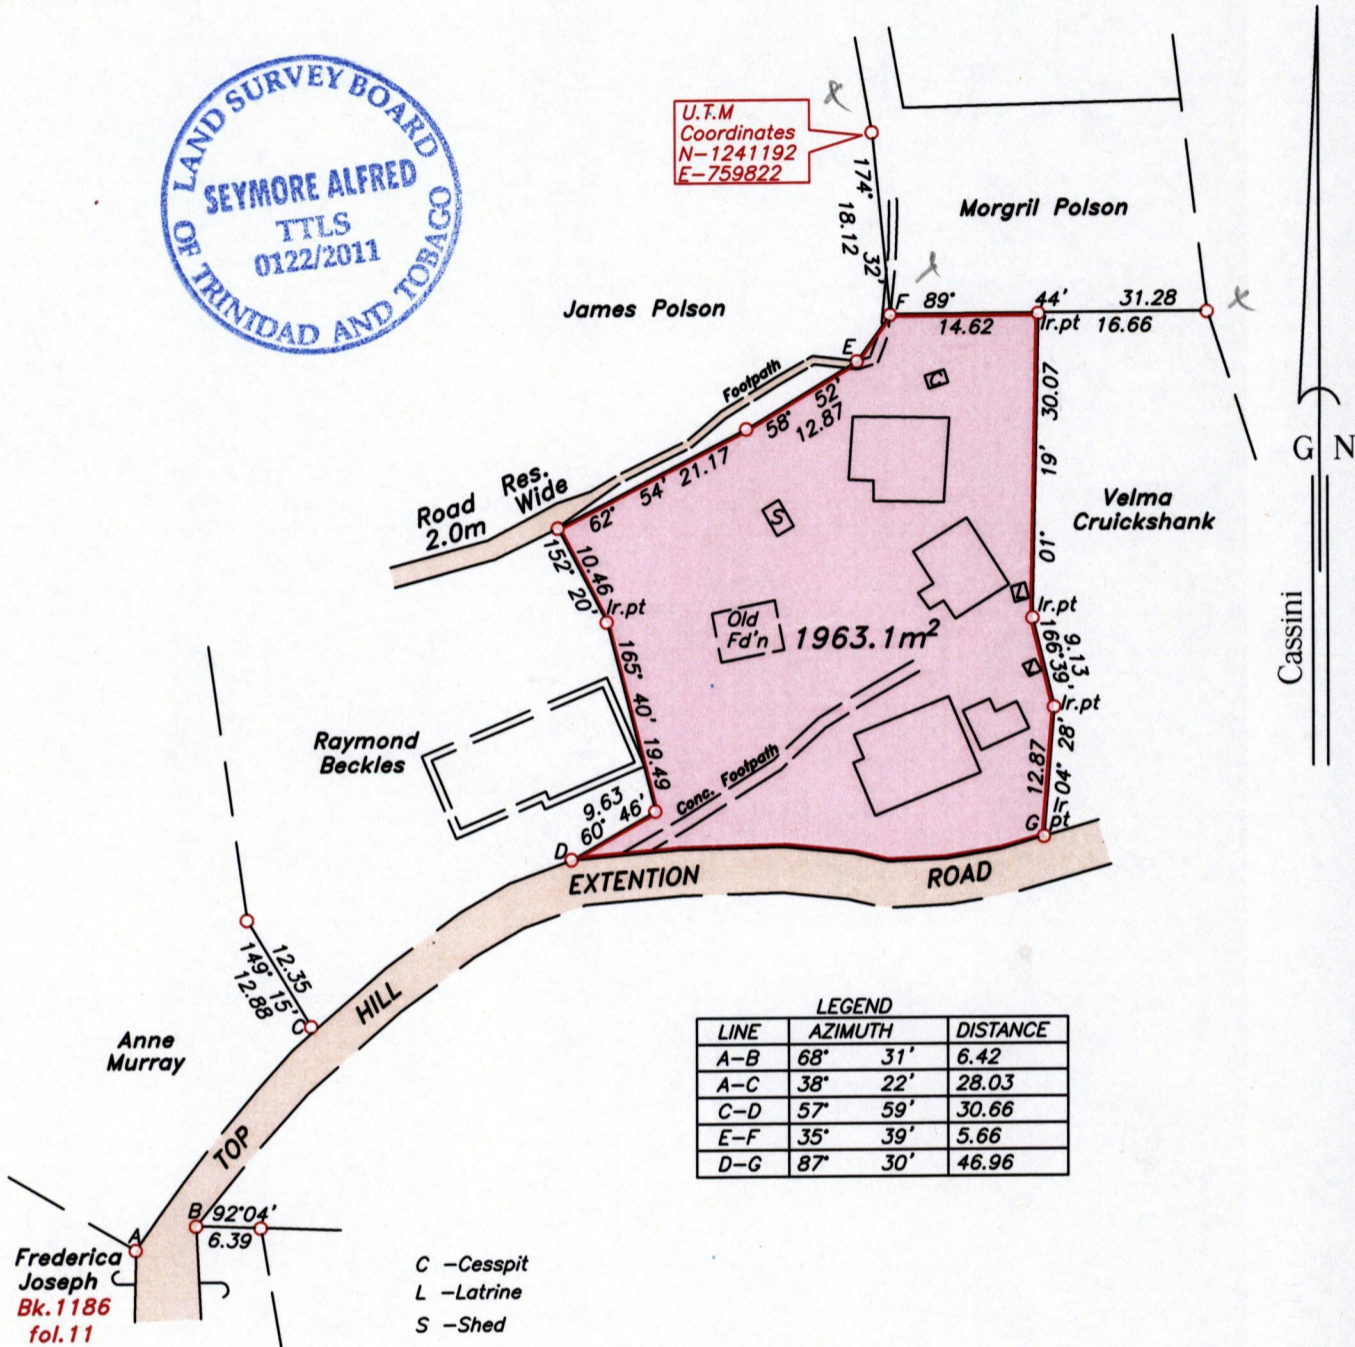 LAND SURVEY BOARD
OF TRINIDAD AND TOBAGO
SEYMORE ALFRED
TTLS
0122/2011
U.T.M
Coordinates
N-1241192
E-759822
x
174° 32'
18.12
Morgril Polson
James Polson
x
F 89° 44' 31.28
14.62 Ir.pt 16.66
x
E
Footpath
C
58° 52'
12.87
62° 54' 21.17
Road Res.
2.0m Wide
S
01° 19' 30.07
Velma
Cruickshank
G N
Cassini
152° 20'
10.46
Ir.pt
L
Ir.pt
Old
Fd'n
1963.1m²
166° 39'
9.13
L
Ir.pt
165° 40' 19.49
Raymond
Beckles
Conc. Footpath
9.63
60° 46'
12.87
04° 28'
Ir
pt
G
D
EXTENTION ROAD
HILL
TOP
12.35
149° 15'
12.88
C
Anne
Murray
LEGEND
LINE AZIMUTH DISTANCE
A-B 68° 31' 6.42
A-C 38° 22' 28.03
C-D 57° 59' 30.66
E-F 35° 39' 5.66
D-G 87° 30' 46.96
B 92°04'
6.39
A
Frederica
Joseph
Bk.1186
fol.11
C -Cesspit
L -Latrine
S -Shed